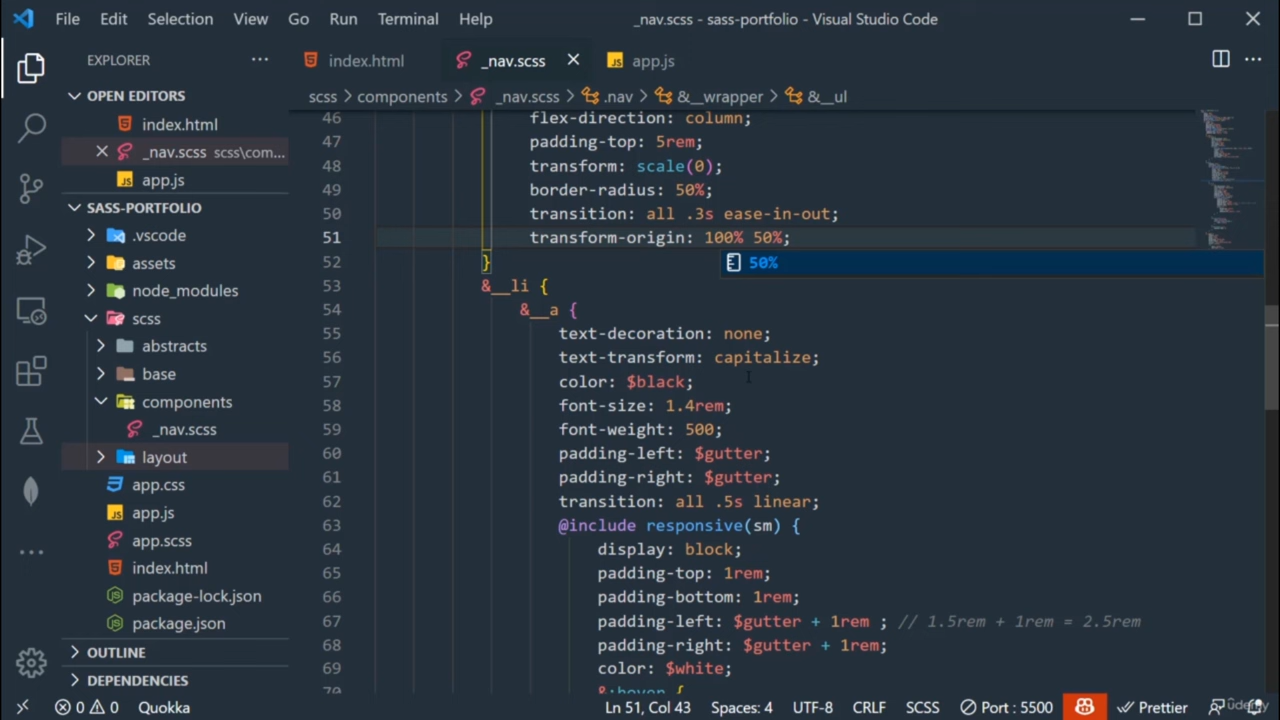 File Edit Selection View Go Run Terminal Help _nav.scss - sass-portfolio - Visual Studio Code
EXPLORER
index.html _nav.scss app.js
OPEN EDITORS
index.html
_nav.scss scss\com...
app.js
SASS-PORTFOLIO
.vscode
assets
node_modules
scss
abstracts
base
components
_nav.scss
layout
app.css
app.js
app.scss
index.html
package-lock.json
package.json
OUTLINE
DEPENDENCIES
scss > components > _nav.scss > .nav > &__wrapper > &__ul
46 flex-direction: column;
47 padding-top: 5rem;
48 transform: scale(0);
49 border-radius: 50%;
50 transition: all .3s ease-in-out;
51 transform-origin: 100% 50%;
50%
52 }
53 &__li {
54 &__a {
55 text-decoration: none;
56 text-transform: capitalize;
57 color: $black;
58 font-size: 1.4rem;
59 font-weight: 500;
60 padding-left: $gutter;
61 padding-right: $gutter;
62 transition: all .5s linear;
63 @include responsive(sm) {
64 display: block;
65 padding-top: 1rem;
66 padding-bottom: 1rem;
67 padding-left: $gutter + 1rem ; // 1.5rem + 1rem = 2.5rem
68 padding-right: $gutter + 1rem;
69 color: $white;
70 &:hover {
0 0 Quokka Ln 51, Col 43 Spaces: 4 UTF-8 CRLF SCSS Port : 5500 Prettier
udemy